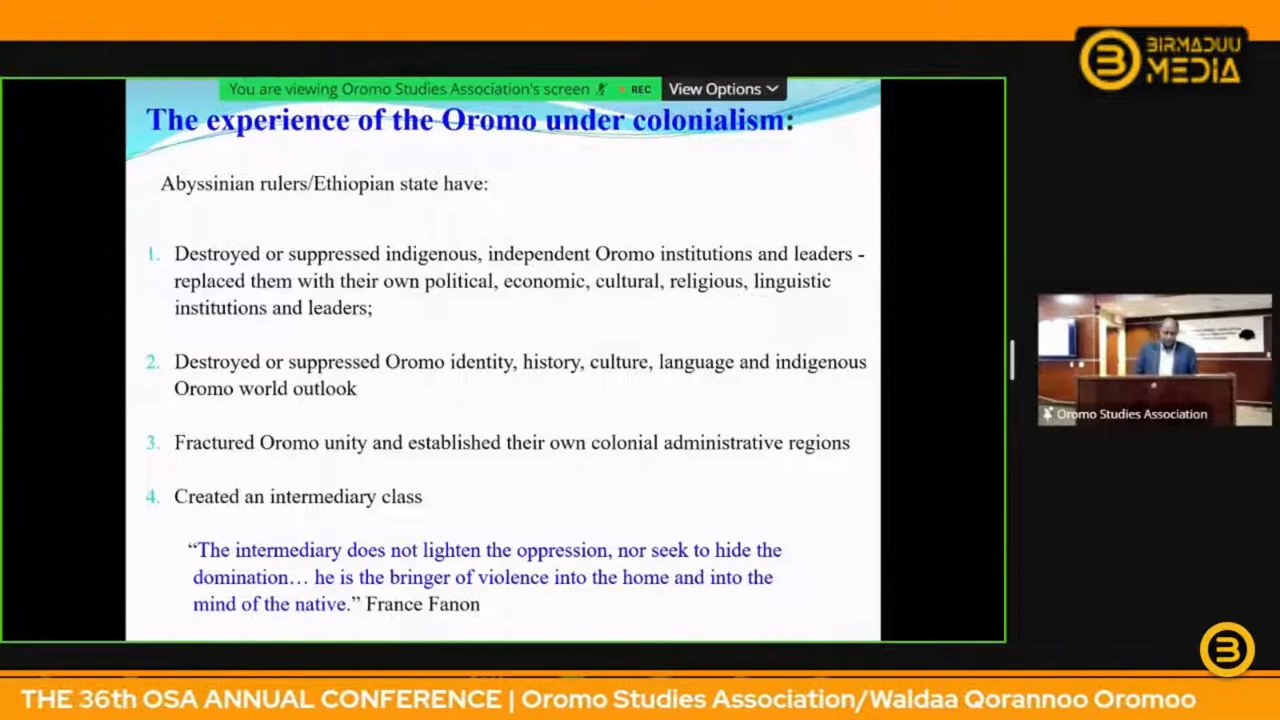 BIRMADUU
MEDIA
You are viewing Oromo Studies Association's screen
REC
View Options
The experience of the Oromo under colonialism:
Abyssinian rulers/Ethiopian state have:
1. Destroyed or suppressed indigenous, independent Oromo institutions and leaders -
replaced them with their own political, economic, cultural, religious, linguistic
institutions and leaders;
2. Destroyed or suppressed Oromo identity, history, culture, language and indigenous
Oromo world outlook
3. Fractured Oromo unity and established their own colonial administrative regions
4. Created an intermediary class
“The intermediary does not lighten the oppression, nor seek to hide the
domination… he is the bringer of violence into the home and into the
mind of the native.” France Fanon
Oromo Studies Association
THE 36th OSA ANNUAL CONFERENCE | Oromo Studies Association/Waldaa Qorannoo Oromoo